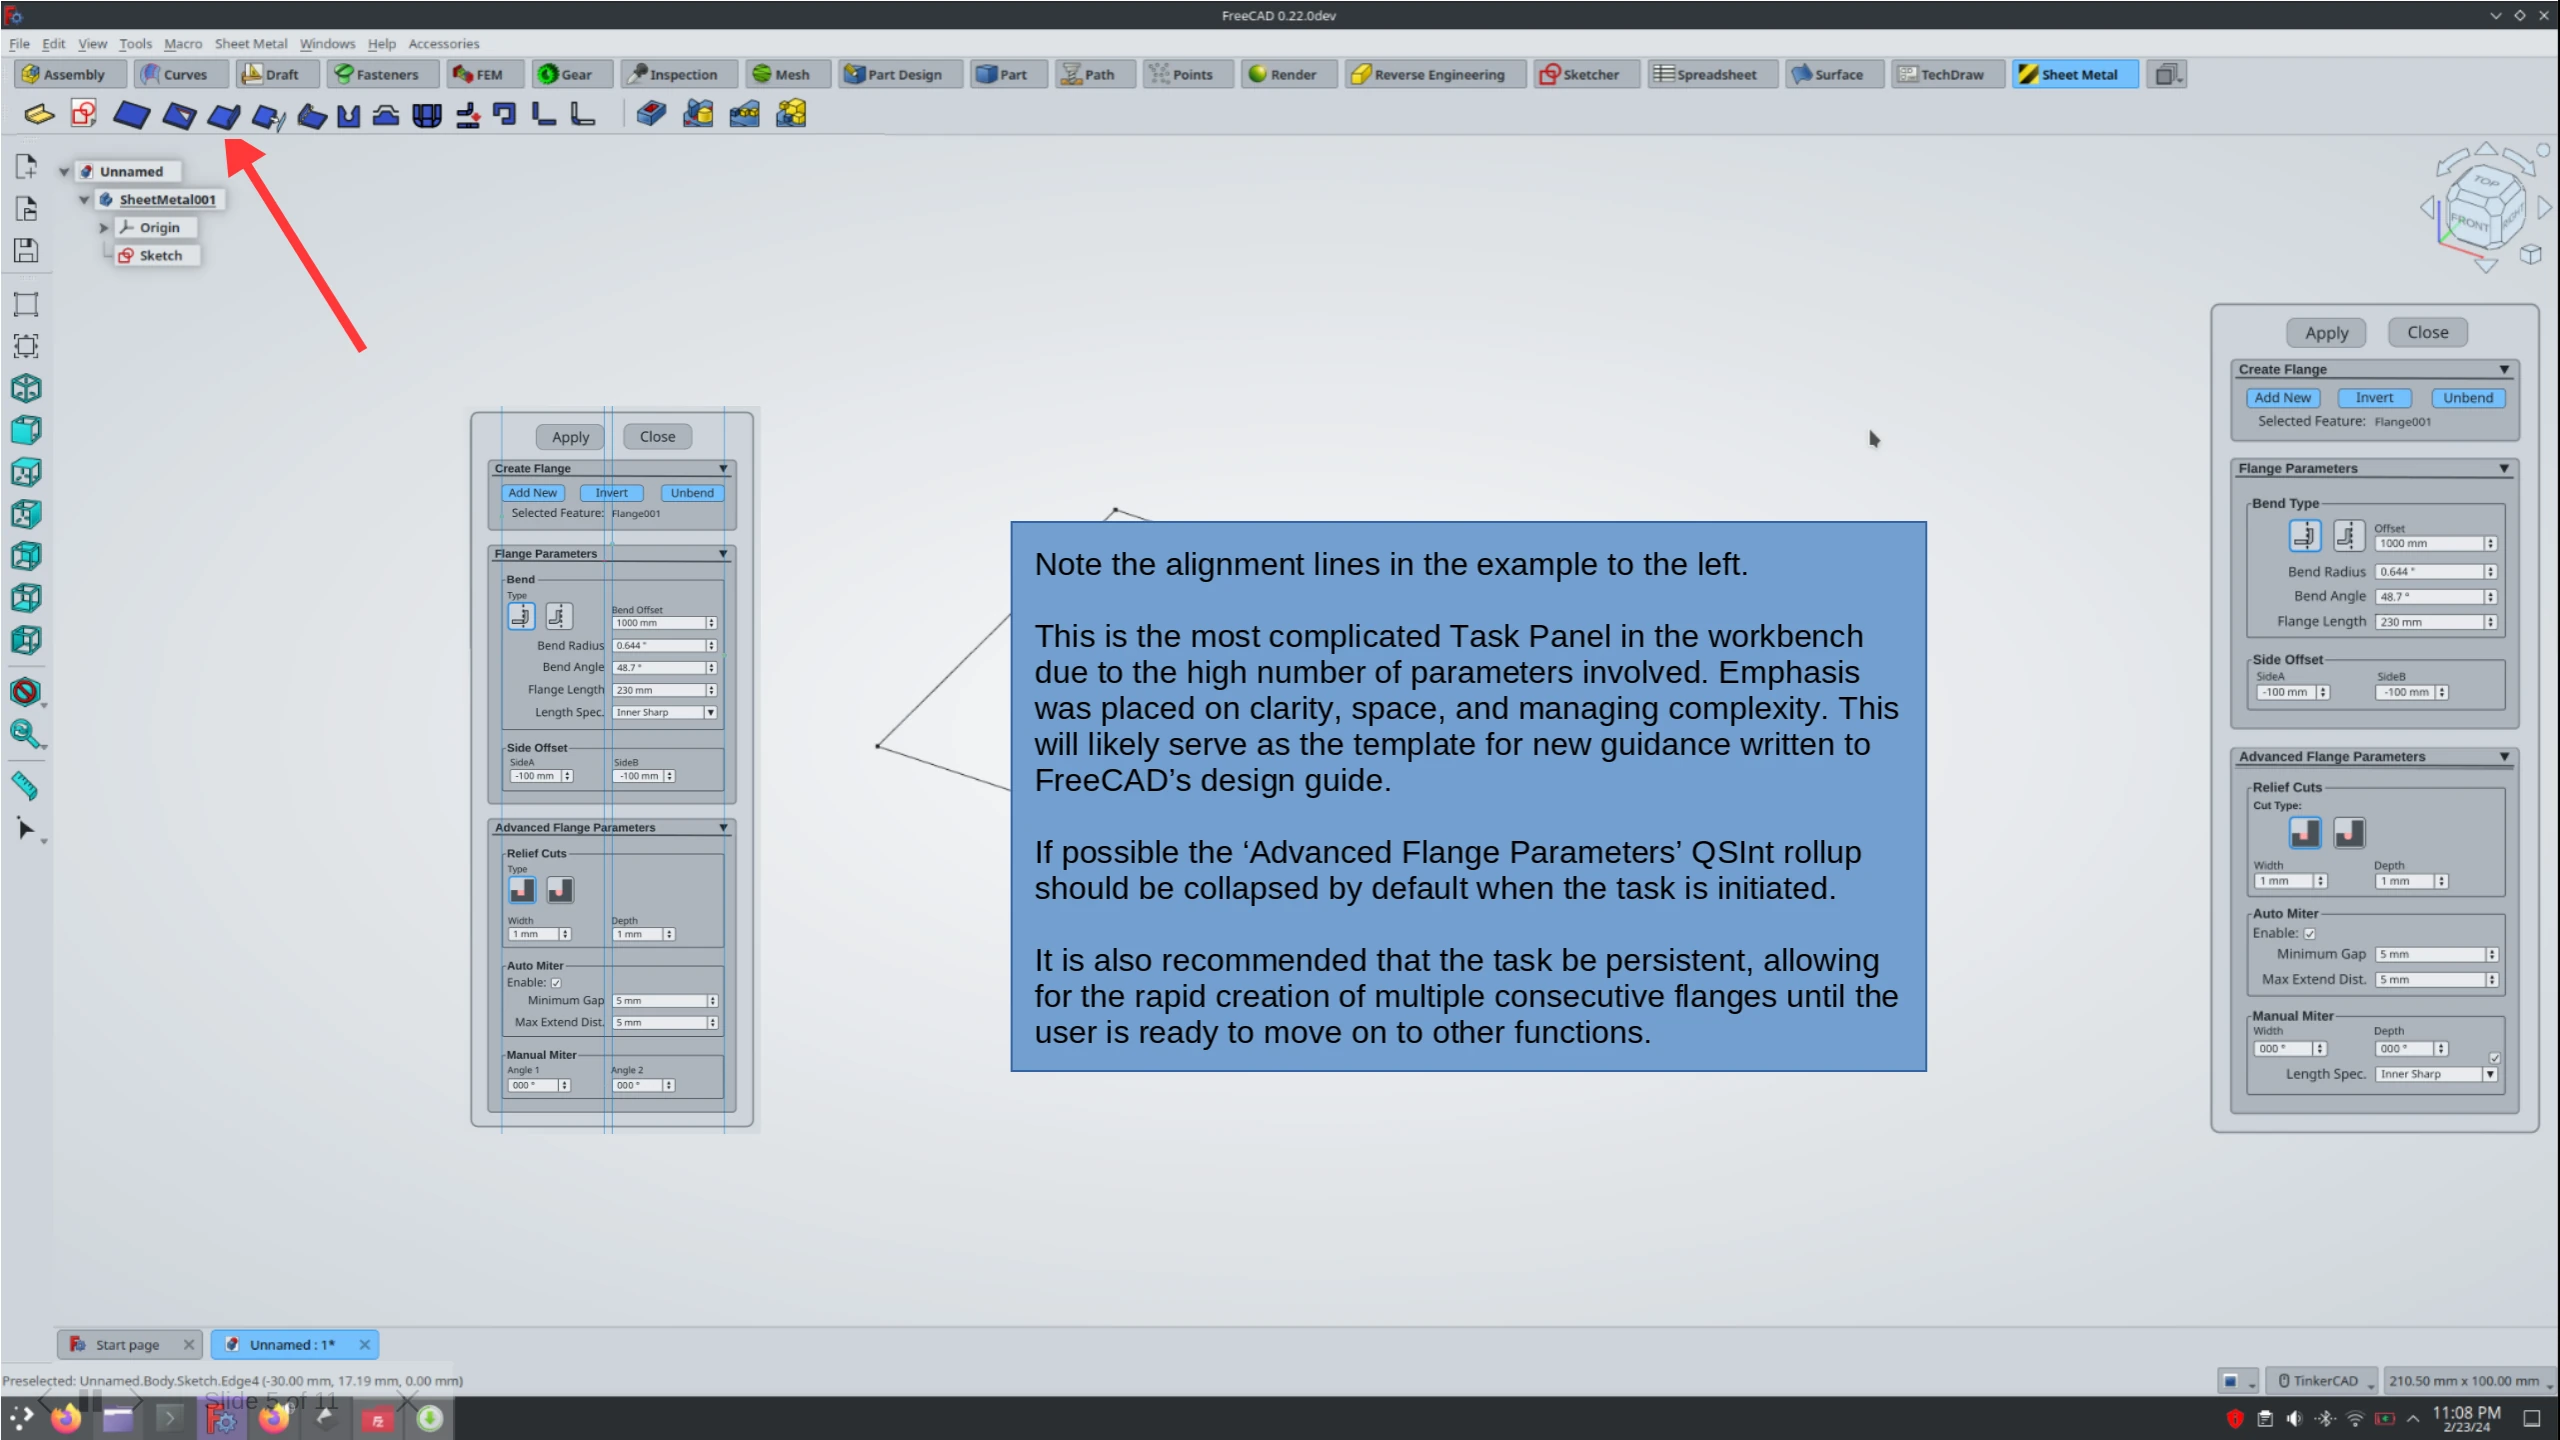 FreeCAD 0.22.0dev
File Edit View Tools Macro Sheet Metal Windows Help Accessories
Assembly Curves Draft Fasteners FEM Gear Inspection Mesh Part Design Part Path Points Render Reverse Engineering Sketcher Spreadsheet Surface TechDraw Sheet Metal
Unnamed
SheetMetal001
Origin
Sketch
TOP
FRONT
RIGHT
Apply Close
Create Flange
Add New Invert Unbend
Selected Feature: Flange001
Flange Parameters
Bend
Type
Bend Offset
1000 mm
Bend Radius 0.644 °
Bend Angle 48.7 °
Flange Length 230 mm
Length Spec. Inner Sharp
Side Offset
SideA SideB
-100 mm -100 mm
Advanced Flange Parameters
Relief Cuts
Type
Width Depth
1 mm 1 mm
Auto Miter
Enable:
Minimum Gap 5 mm
Max Extend Dist. 5 mm
Manual Miter
Angle 1 Angle 2
000 ° 000 °
Note the alignment lines in the example to the left.
This is the most complicated Task Panel in the workbench
due to the high number of parameters involved. Emphasis
was placed on clarity, space, and managing complexity. This
will likely serve as the template for new guidance written to
FreeCAD’s design guide.
If possible the ‘Advanced Flange Parameters’ QSInt rollup
should be collapsed by default when the task is initiated.
It is also recommended that the task be persistent, allowing
for the rapid creation of multiple consecutive flanges until the
user is ready to move on to other functions.
Apply Close
Create Flange
Add New Invert Unbend
Selected Feature: Flange001
Flange Parameters
Bend Type
Offset
1000 mm
Bend Radius 0.644 °
Bend Angle 48.7 °
Flange Length 230 mm
Side Offset
SideA SideB
-100 mm -100 mm
Advanced Flange Parameters
Relief Cuts
Cut Type:
Width Depth
1 mm 1 mm
Auto Miter
Enable:
Minimum Gap 5 mm
Max Extend Dist. 5 mm
Manual Miter
Width Depth
000 ° 000 °
Length Spec. Inner Sharp
Start page Unnamed : 1*
Preselected: Unnamed.Body.Sketch.Edge4 (-30.00 mm, 17.19 mm, 0.00 mm)
TinkerCAD 210.50 mm x 100.00 mm
Slide 5 of 11
11:08 PM
2/23/24